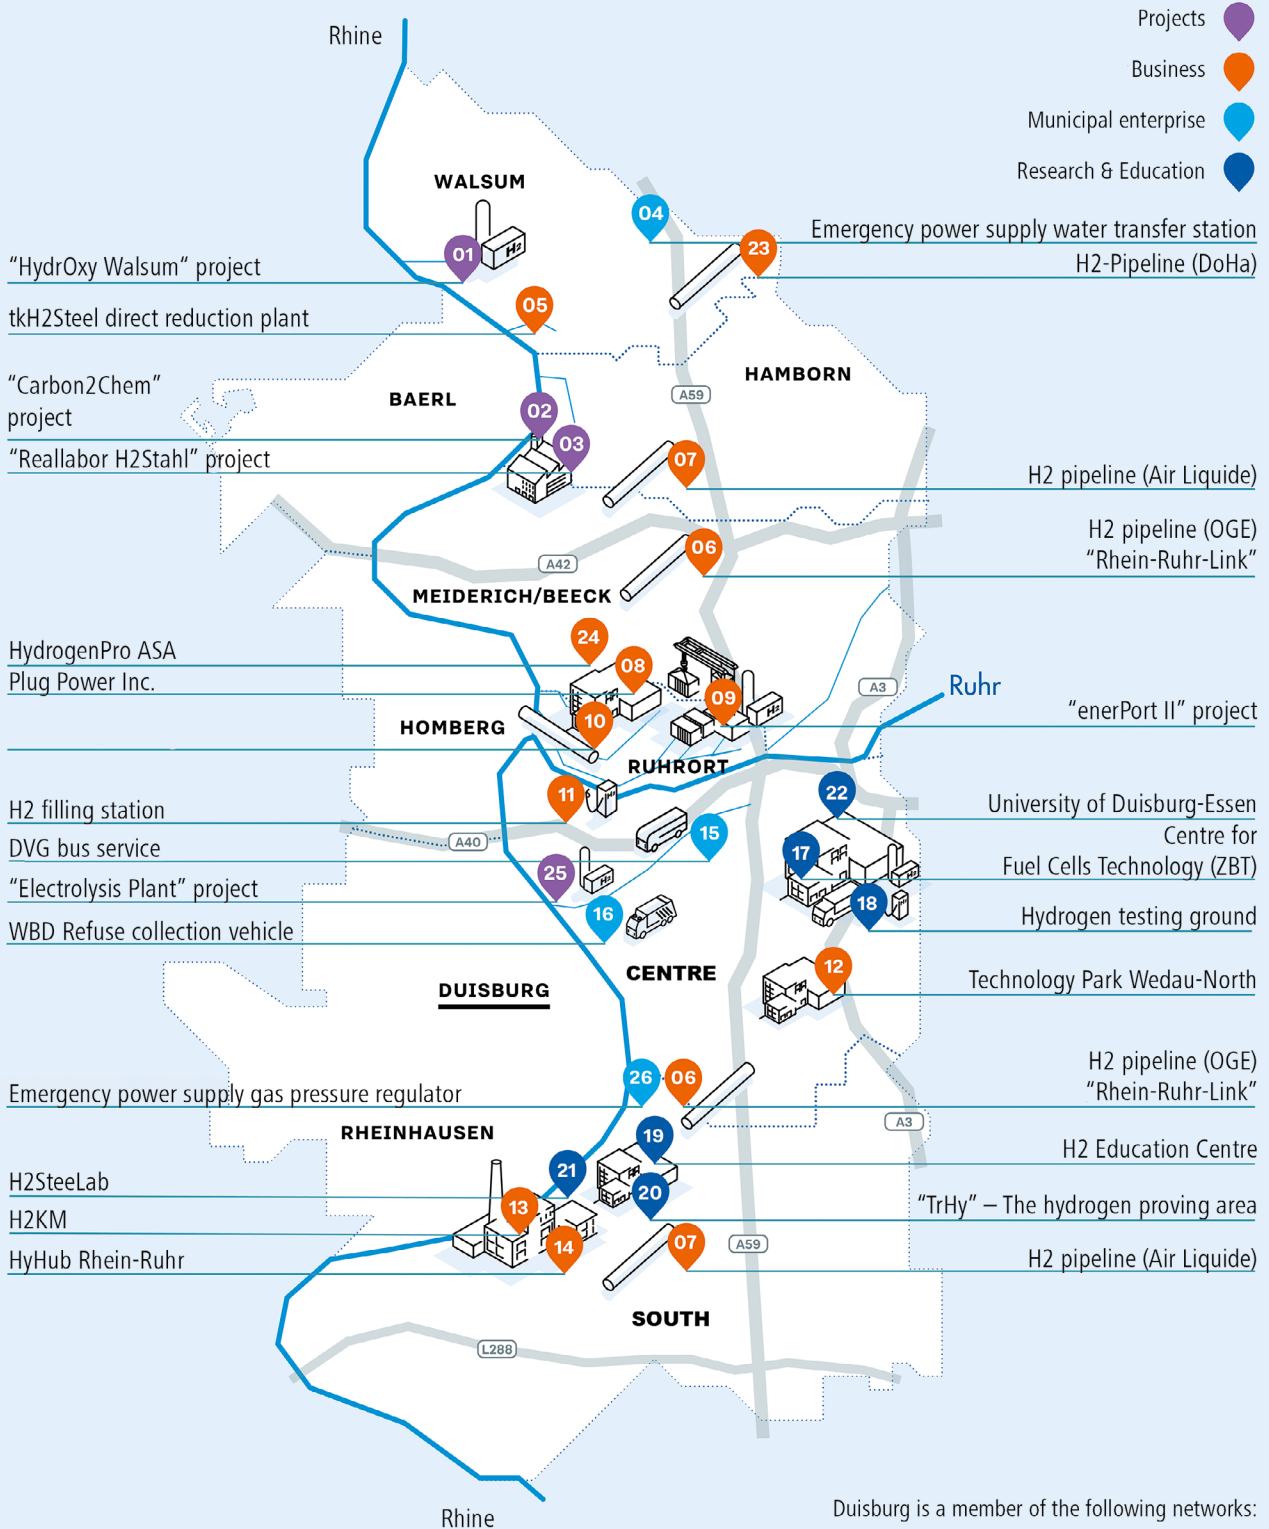 Rhine
Projects
Business
Municipal enterprise
Research & Education
WALSUM
H2
01
04
23
05
“HydrOxy Walsum“ project
tkH2Steel direct reduction plant
Emergency power supply water transfer station
H2-Pipeline (DoHa)
HAMBORN
A59
BAERL
“Carbon2Chem”
project
“Reallabor H2Stahl” project
02
03
07
H2 pipeline (Air Liquide)
H2 pipeline (OGE)
“Rhein-Ruhr-Link”
06
A42
MEIDERICH/BEECK
24
08
09
10
H2
HydrogenPro ASA
Plug Power Inc.
A3
Ruhr
“enerPort II” project
HOMBERG
RUHRORT
11
H2 filling station
DVG bus service
“Electrolysis Plant” project
WBD Refuse collection vehicle
A40
15
25
H2
16
22
17
18
University of Duisburg-Essen
Centre for
Fuel Cells Technology (ZBT)
Hydrogen testing ground
CENTRE
DUISBURG
12
Technology Park Wedau-North
26
06
H2 pipeline (OGE)
“Rhein-Ruhr-Link”
Emergency power supply gas pressure regulator
A3
RHEINHAUSEN
19
H2 Education Centre
21
20
“TrHy” – The hydrogen proving area
H2SteeLab
H2KM
HyHub Rhein-Ruhr
13
14
07
A59
H2 pipeline (Air Liquide)
SOUTH
L288
Rhine
Duisburg is a member of the following networks: